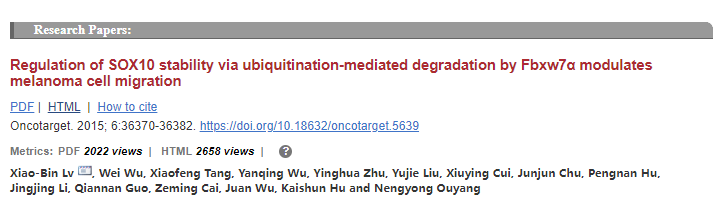 Research Papers:
Regulation of SOX10 stability via ubiquitination-mediated degradation by Fbxw7α modulates
melanoma cell migration
PDF | HTML | How to cite
Oncotarget. 2015; 6:36370-36382. https://doi.org/10.18632/oncotarget.5639
Metrics: PDF 2022 views | HTML 2658 views | ?
Xiao-Bin Lv, Wei Wu, Xiaofeng Tang, Yanqing Wu, Yinghua Zhu, Yujie Liu, Xiuying Cui, Junjun Chu, Pengnan Hu,
Jingjing Li, Qiannan Guo, Zeming Cai, Juan Wu, Kaishun Hu and Nengyong Ouyang